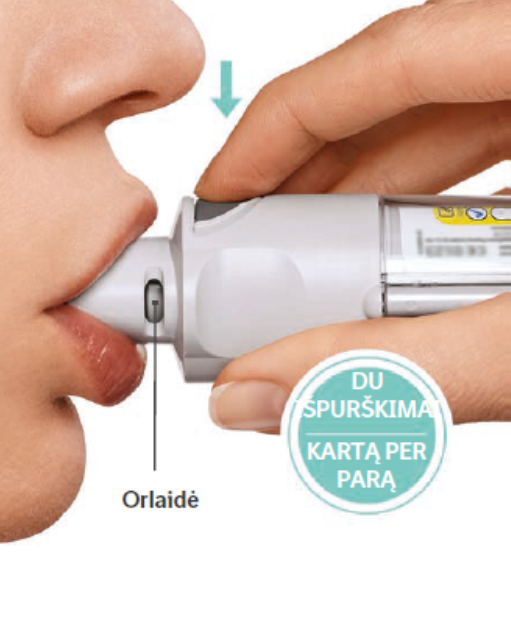 DU
ĮSPURŠKIMAI
KARTĄ PER
PARĄ
Orlaidė